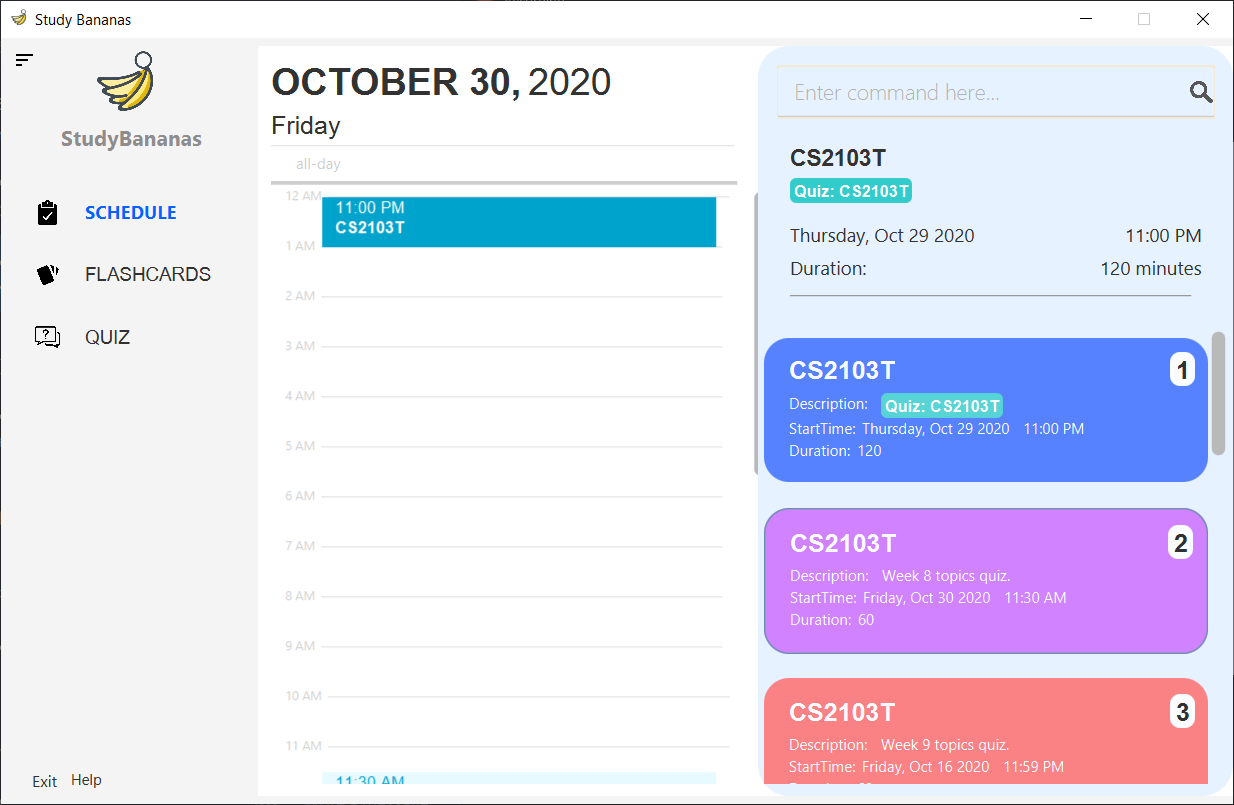 Study Bananas
StudyBananas
SCHEDULE
FLASHCARDS
QUIZ
Exit
Help
OCTOBER 30, 2020
Friday
all-day
12 AM
11:00 PM
CS2103T
1 AM
2 AM
3 AM
4 AM
5 AM
6 AM
7 AM
8 AM
9 AM
10 AM
11 AM
11:30 AM
Enter command here...
CS2103T
Quiz: CS2103T
Thursday, Oct 29 2020 11:00 PM
Duration: 120 minutes
CS2103T 1
Description: Quiz: CS2103T
StartTime: Thursday, Oct 29 2020 11:00 PM
Duration: 120
CS2103T 2
Description: Week 8 topics quiz.
StartTime: Friday, Oct 30 2020 11:30 AM
Duration: 60
CS2103T 3
Description: Week 9 topics quiz.
StartTime: Friday, Oct 16 2020 11:59 PM